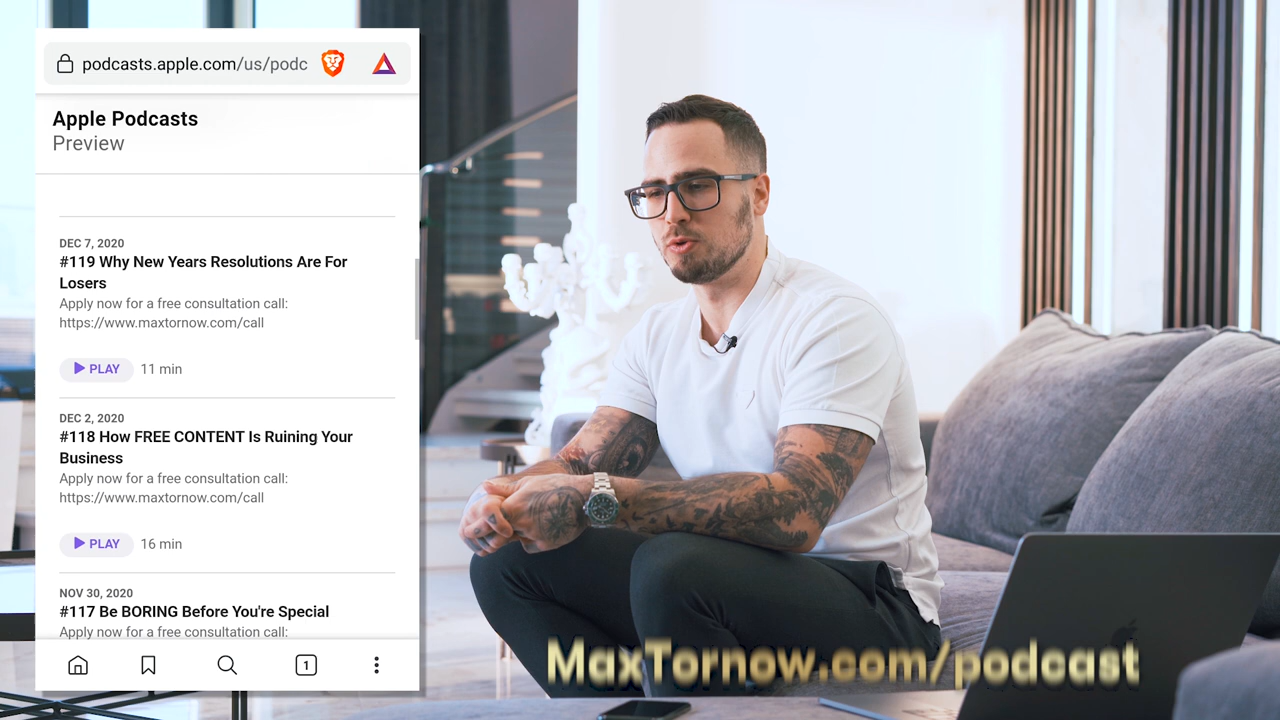 podcasts.apple.com/us/podc
Apple Podcasts
Preview
DEC 7, 2020
#119 Why New Years Resolutions Are For
Losers
Apply now for a free consultation call:
https://www.maxtornow.com/call
PLAY 11 min
DEC 2, 2020
#118 How FREE CONTENT Is Ruining Your
Business
Apply now for a free consultation call:
https://www.maxtornow.com/call
PLAY 16 min
NOV 30, 2020
#117 Be BORING Before You're Special
Apply now for a free consultation call:
1
MaxTornow.com/podcast